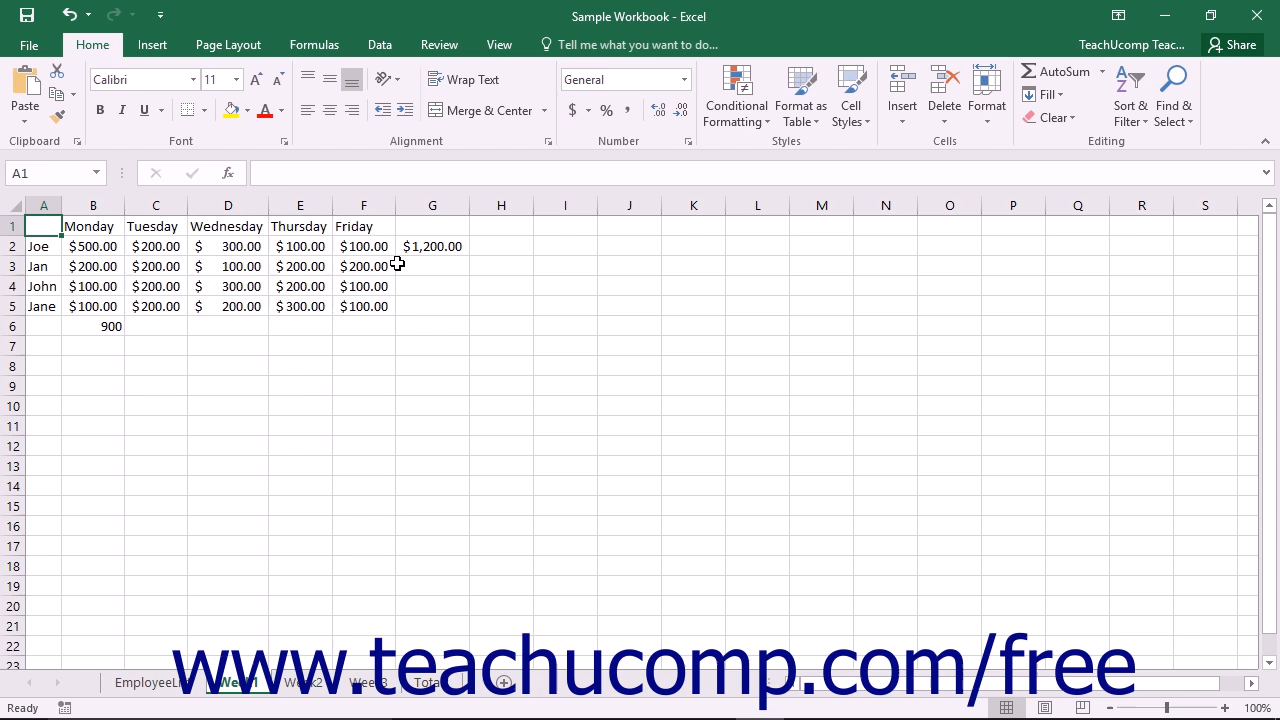 Sample Workbook - Excel
File Home Insert Page Layout Formulas Data Review View Tell me what you want to do... TeachUcomp Teac... Share
Calibri 11 Wrap Text General AutoSum
Fill
Paste B I U A Merge & Center $ % , Conditional Formatting Format as Table Cell Styles Insert Delete Format Clear Sort & Filter Find & Select
Clipboard Font Alignment Number Styles Cells Editing
A1 fx
A B C D E F G H I J K L M N O P Q R S
1 Monday Tuesday Wednesday Thursday Friday
2 Joe $500.00 $200.00 $ 300.00 $100.00 $100.00 $1,200.00
3 Jan $200.00 $200.00 $ 100.00 $200.00 $200.00
4 John $100.00 $200.00 $ 300.00 $200.00 $100.00
5 Jane $100.00 $200.00 $ 200.00 $300.00 $100.00
6 900
7
8
9
10
11
12
13
14
15
16
17
18
19
20
21
22
23
www.teachucomp.com/free
Ready 100%